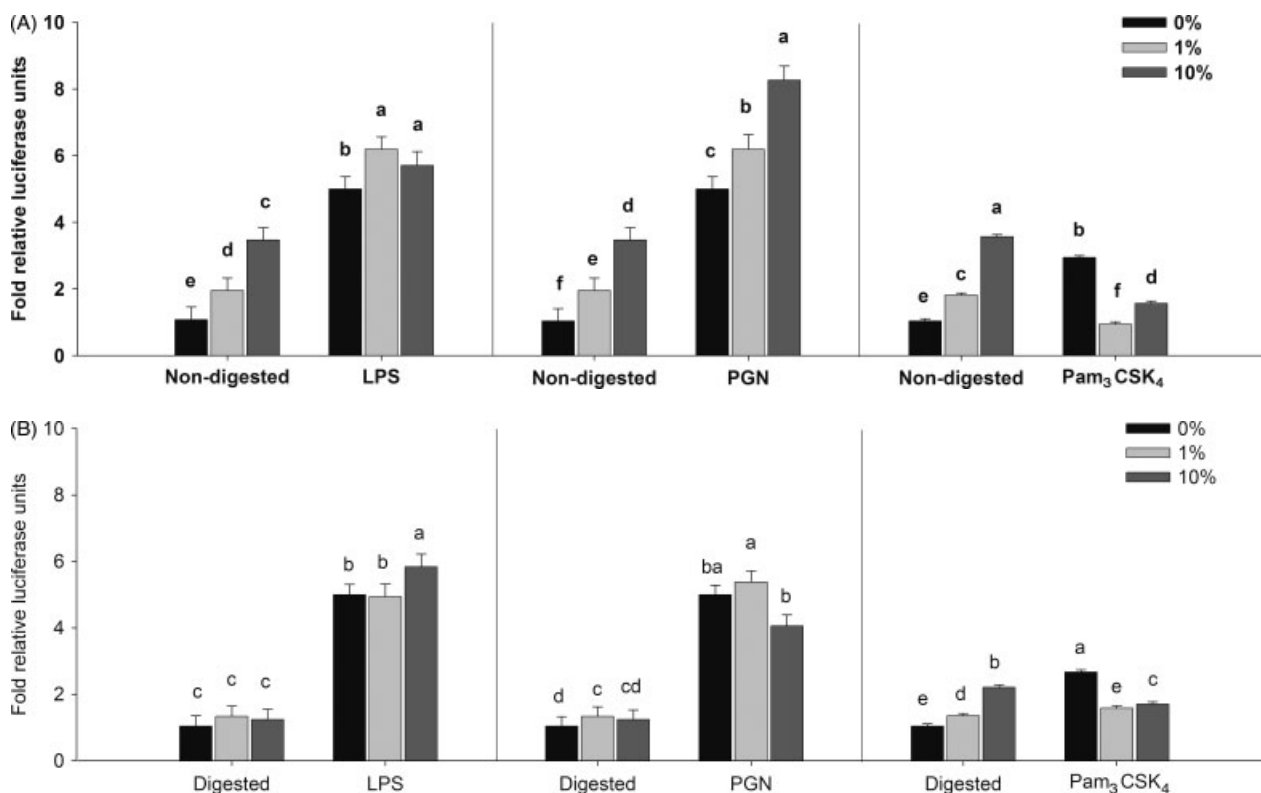 (A)
Fold relative luciferase units
10
8
6
4
2
0
0%
1%
10%
e
d
c
b
a
a
f
e
d
c
b
a
e
c
a
b
f
d
Non-digested LPS Non-digested PGN Non-digested Pam₃CSK₄
(B)
Fold relative luciferase units
10
8
6
4
2
0
0%
1%
10%
c
c
c
b
b
a
d
c
cd
ba
a
b
e
d
b
a
e
c
Digested LPS Digested PGN Digested Pam₃CSK₄